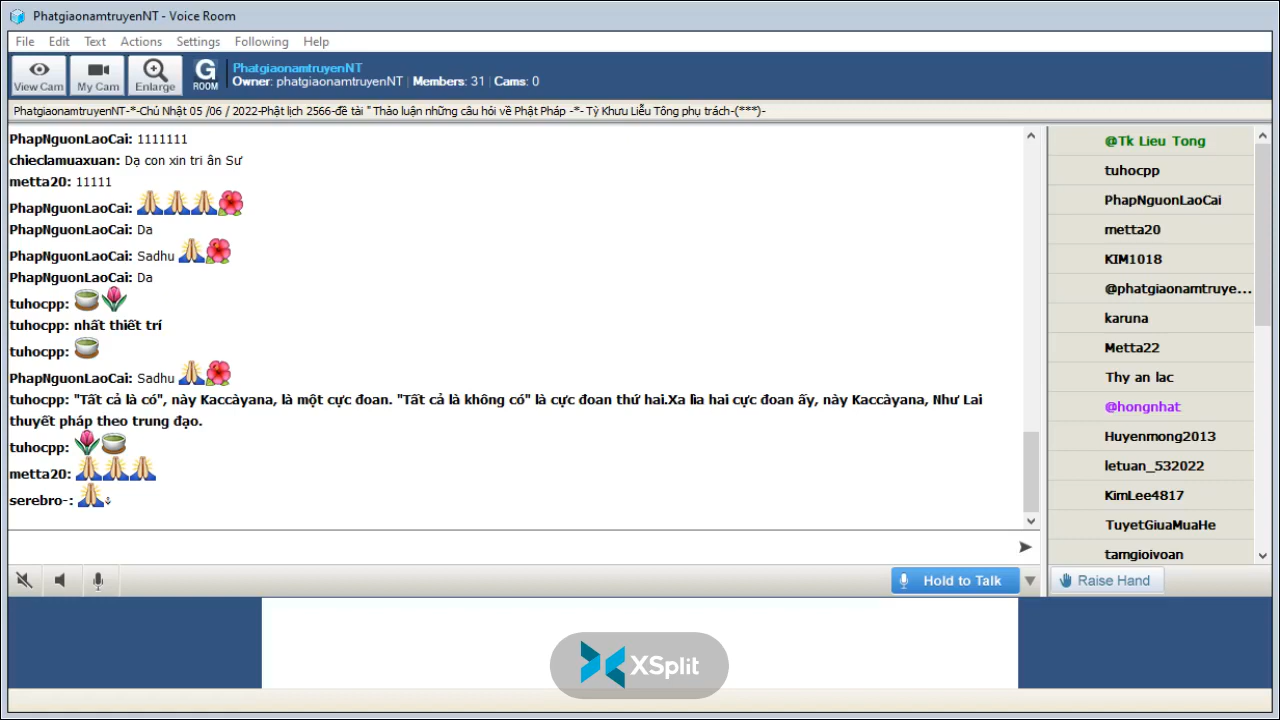 PhatgiaonamtruyenNT - Voice Room
File Edit Text Actions Settings Following Help
View Cam My Cam Enlarge G ROOM
PhatgiaonamtruyenNT
Owner: phatgiaonamtruyenNT | Members: 31 | Cams: 0
PhatgiaonamtruyenNT-*-Chủ Nhật 05 /06 / 2022-Phật lịch 2566-đề tài " Thảo luận những câu hỏi về Phật Pháp -*- Tỳ Khưu Liễu Tông phụ trách-(***)-
PhapNguonLaoCai: 1111111
chieclamuaxuan: Dạ con xin tri ân Sư
metta20: 11111
PhapNguonLaoCai:
PhapNguonLaoCai: Da
PhapNguonLaoCai: Sadhu
PhapNguonLaoCai: Da
tuhocpp:
tuhocpp: nhất thiết trí
tuhocpp:
PhapNguonLaoCai: Sadhu
tuhocpp: "Tất cả là có", này Kaccàyana, là một cực đoan. "Tất cả là không có" là cực đoan thứ hai.Xa lìa hai cực đoan ấy, này Kaccàyana, Như Lai
thuyết pháp theo trung đạo.
tuhocpp:
metta20:
serebro-:
@Tk Lieu Tong
tuhocpp
PhapNguonLaoCai
metta20
KIM1018
@phatgiaonamtruye...
karuna
Metta22
Thy an lac
@hongnhat
Huyenmong2013
letuan_532022
KimLee4817
TuyetGiuaMuaHe
tamgioivoan
Hold to Talk
Raise Hand
XSplit